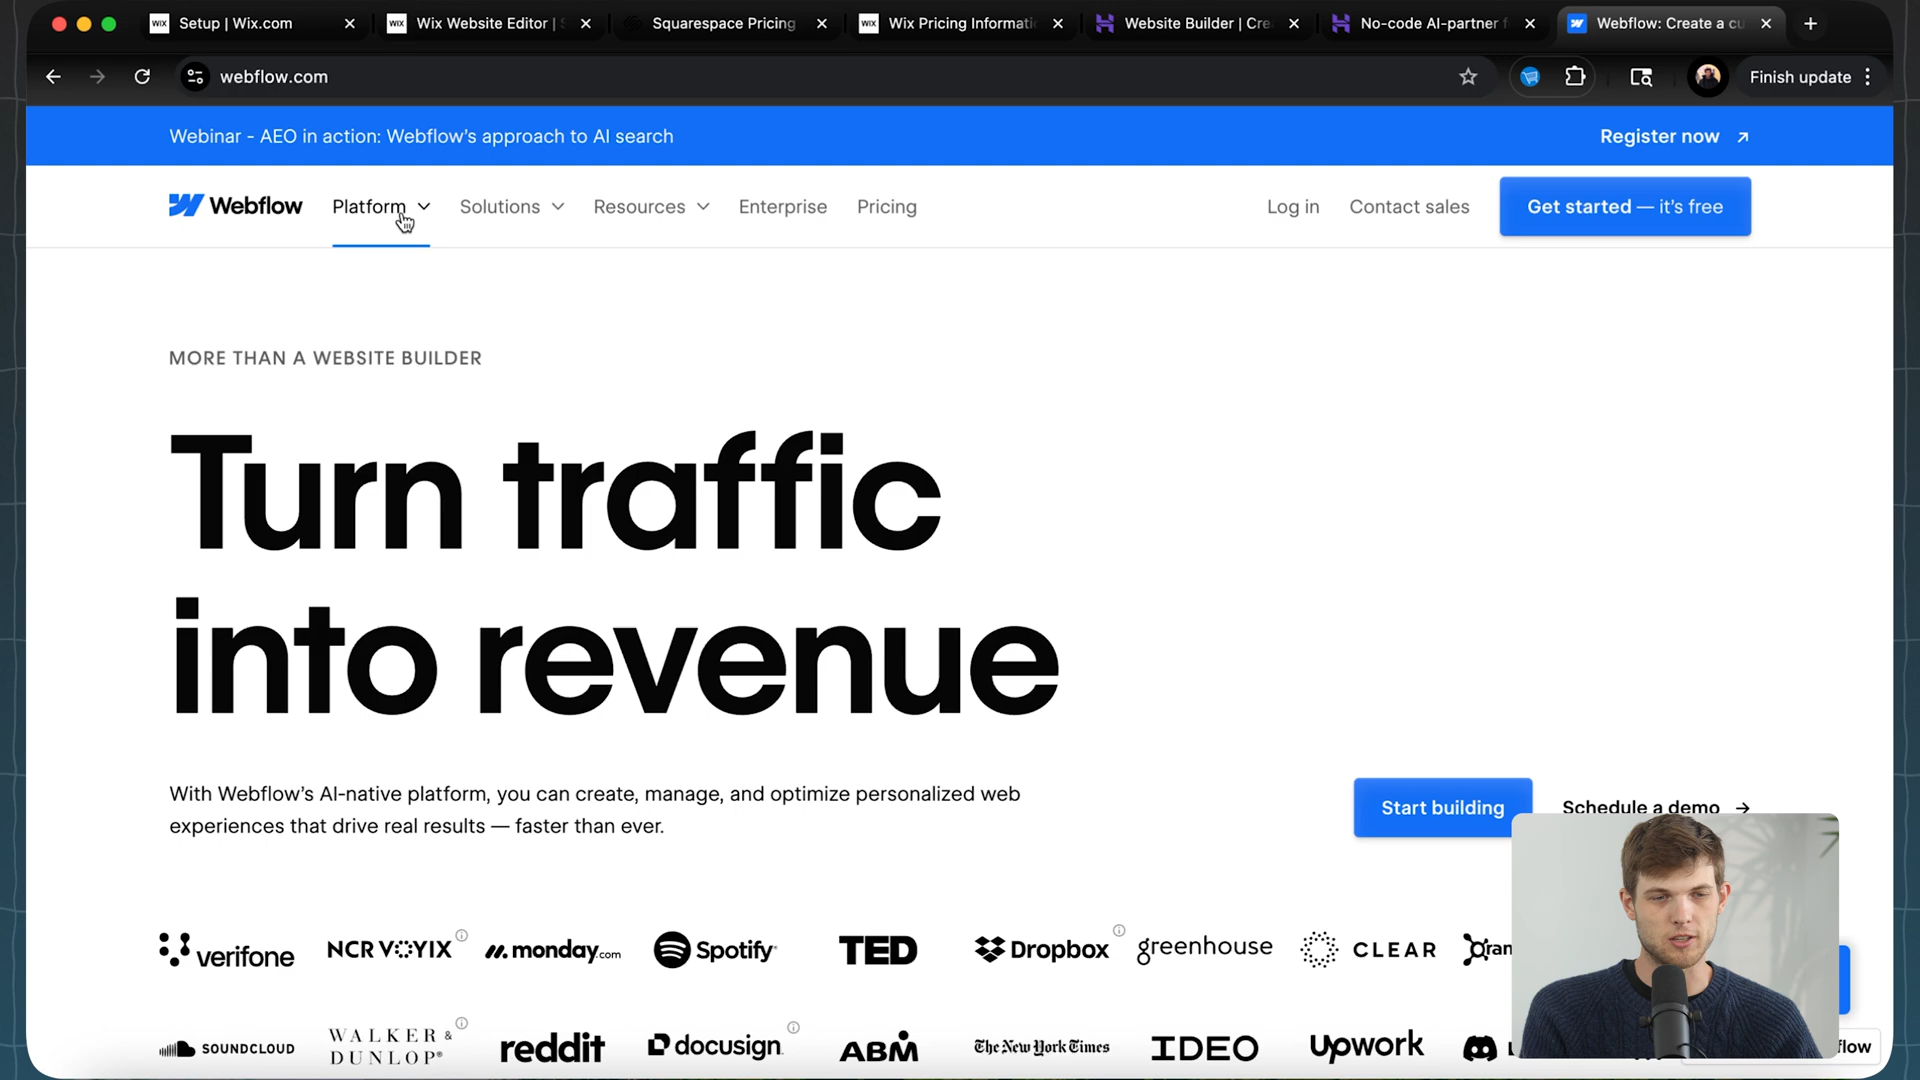 Setup | Wix.com
Wix Website Editor |
Squarespace Pricing
Wix Pricing Informati
Website Builder | Cre
No-code AI-partner f
Webflow: Create a cu
webflow.com
Finish update
Webinar - AEO in action: Webflow's approach to AI search
Register now
Webflow
Platform
Solutions
Resources
Enterprise
Pricing
Log in
Contact sales
Get started — it's free
MORE THAN A WEBSITE BUILDER
Turn traffic
into revenue
With Webflow's AI-native platform, you can create, manage, and optimize personalized web
experiences that drive real results — faster than ever.
Start building
Schedule a demo
verifone
NCR VOYIX
monday.com
Spotify
TED
Dropbox
greenhouse
CLEAR
SOUNDCLOUD
WALKER &
DUNLOP
reddit
docusign
ABM
The New York Times
IDEO
upwork
flow